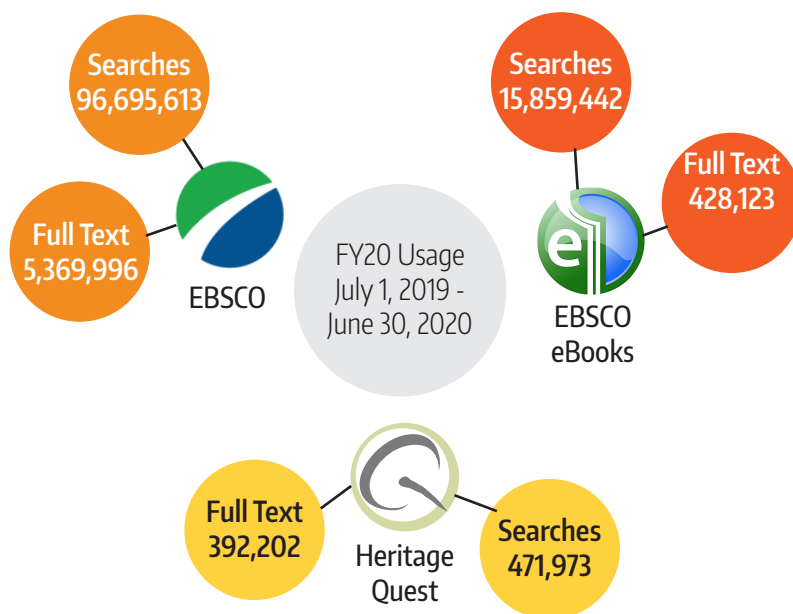 Searches
96,695,613
Full Text
5,369,996
EBSCO
FY20 Usage
July 1, 2019 -
June 30, 2020
Searches
15,859,442
Full Text
428,123
e
EBSCO
eBooks
Full Text
392,202
Heritage
Quest
Searches
471,973